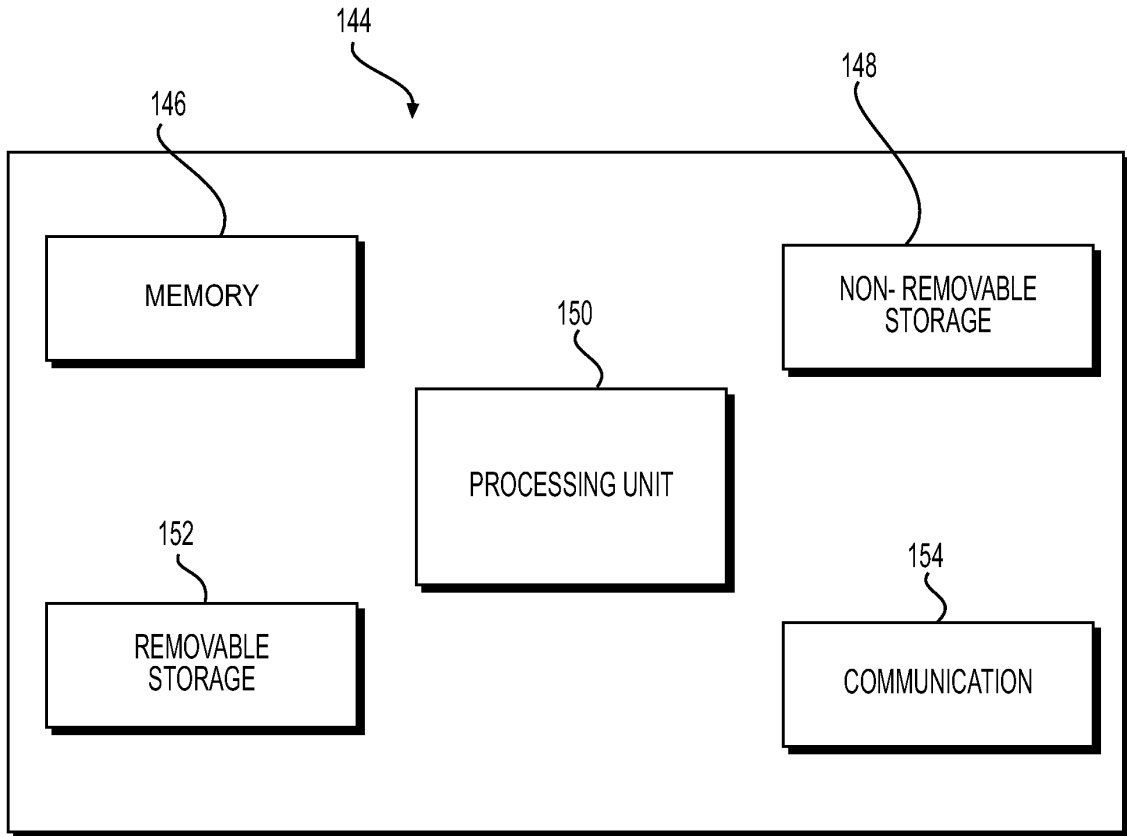 144
146
148
MEMORY
NON- REMOVABLE
STORAGE
150
PROCESSING UNIT
152
154
REMOVABLE
STORAGE
COMMUNICATION